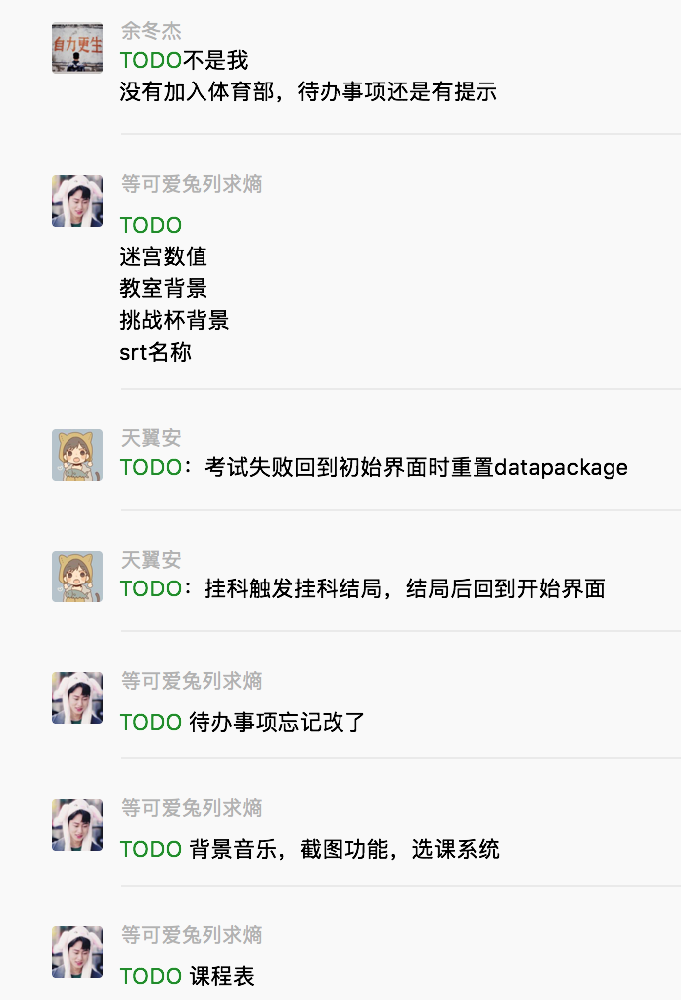 自力更生
余冬杰
TODO不是我
没有加入体育部，待办事项还是有提示
等可爱兔列求熵
TODO
迷宫数值
教室背景
挑战杯背景
srt名称
天翼安
TODO：考试失败回到初始界面时重置datapackage
天翼安
TODO：挂科触发挂科结局，结局后回到开始界面
等可爱兔列求熵
TODO 待办事项忘记改了
等可爱兔列求熵
TODO 背景音乐，截图功能，选课系统
等可爱兔列求熵
TODO 课程表